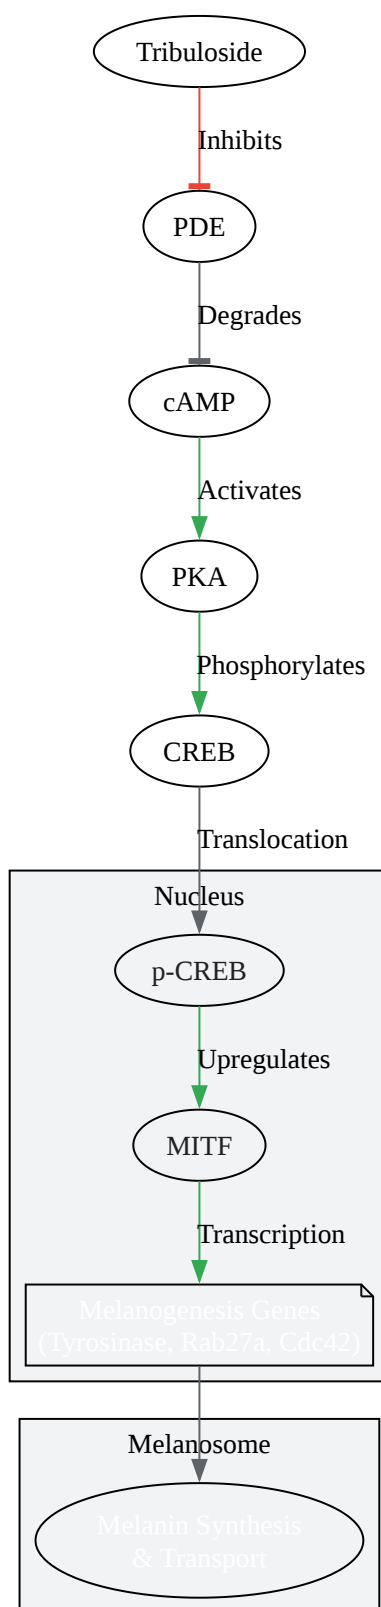 Tribuloside
Inhibits
PDE
Degrades
cAMP
Activates
PKA
Phosphorylates
CREB
Translocation
Nucleus
p-CREB
Upregulates
MITF
Transcription
Melanogenesis Genes
(Tyrosinase, Rab27a, Cdc42)
Melanosome
Melanin Synthesis
& Transport